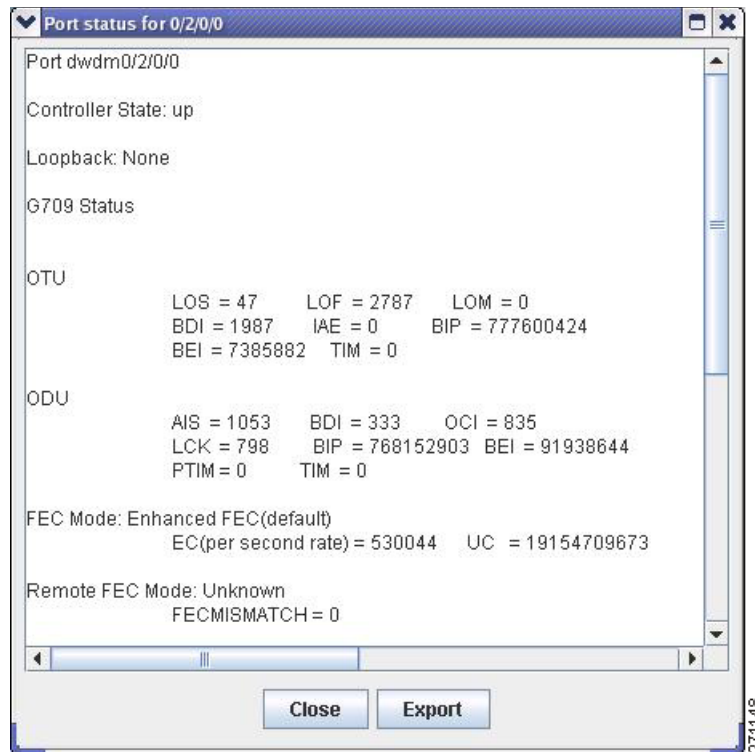 Port status for 0/2/0/0
Port dwdm0/2/0/0
Controller State: up
Loopback: None
G709 Status
OTU
LOS = 47 LOF = 2787 LOM = 0
BDI = 1987 IAE = 0 BIP = 777600424
BEI = 7385882 TIM = 0
ODU
AIS = 1053 BDI = 333 OCI = 835
LCK = 798 BIP = 768152903 BEI = 91938644
PTIM = 0 TIM = 0
FEC Mode: Enhanced FEC(default)
EC(per second rate) = 530044 UC = 19154709673
Remote FEC Mode: Unknown
FECMISMATCH = 0
Close Export